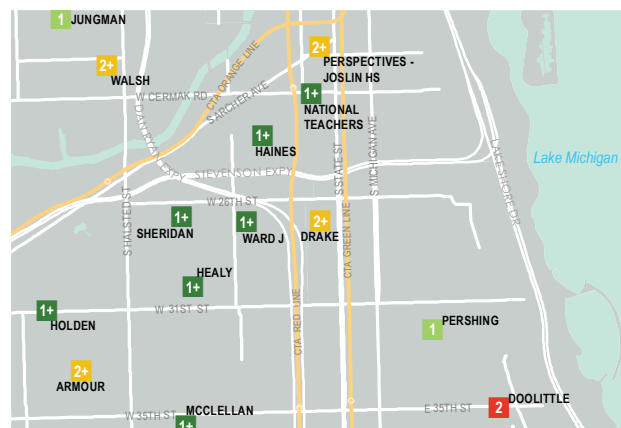 1 JUNGMAN
2+
WALSH
2+
PERSPECTIVES -
JOSLIN HS
CTA ORANGE LINE
S ARCHER AVE
W CERMAK RD
1+
NATIONAL
TEACHERS
DAN RYAN EXPY
1+
HAINES
S STATE ST
S MICHIGAN AVE
LAKE SHORE DR
Lake Michigan
STEVENSON EXPY
S HALSTED ST
W 26TH ST
1+
SHERIDAN
1+
WARD J
2+
DRAKE
CTA GREEN LINE
HEALY
1+
CTA RED LINE
W 31ST ST
1+
HOLDEN
PERSHING
1
2+
ARMOUR
MCCLELLAN
W 35TH ST
1+
E 35TH ST
DOOLITTLE
2